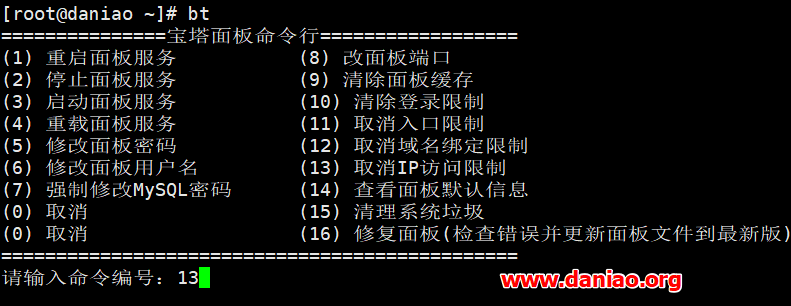 [root@daniao ~]# bt
===============宝塔面板命令行==================
(1) 重启面板服务 (8) 改面板端口
(2) 停止面板服务 (9) 清除面板缓存
(3) 启动面板服务 (10) 清除登录限制
(4) 重载面板服务 (11) 取消入口限制
(5) 修改面板密码 (12) 取消域名绑定限制
(6) 修改面板用户名 (13) 取消IP访问限制
(7) 强制修改MySQL密码 (14) 查看面板默认信息
(0) 取消 (15) 清理系统垃圾
(0) 取消 (16) 修复面板(检查错误并更新面板文件到最新版)
===============================================
请输入命令编号：13
www.daniao.org